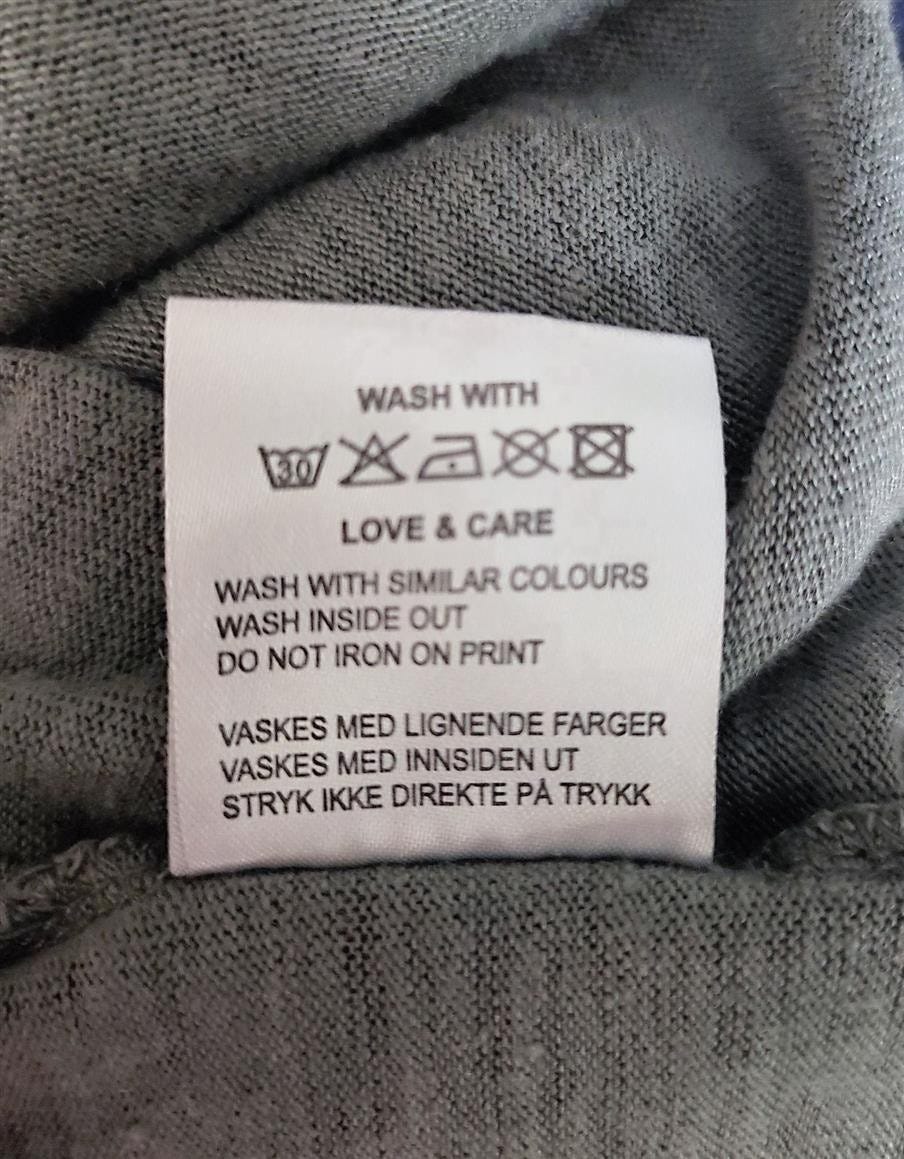 WASH WITH
30
LOVE & CARE
WASH WITH SIMILAR COLOURS
WASH INSIDE OUT
DO NOT IRON ON PRINT
VASKES MED LIGNENDE FARGER
VASKES MED INNSIDEN UT
STRYK IKKE DIREKTE PÅ TRYKK